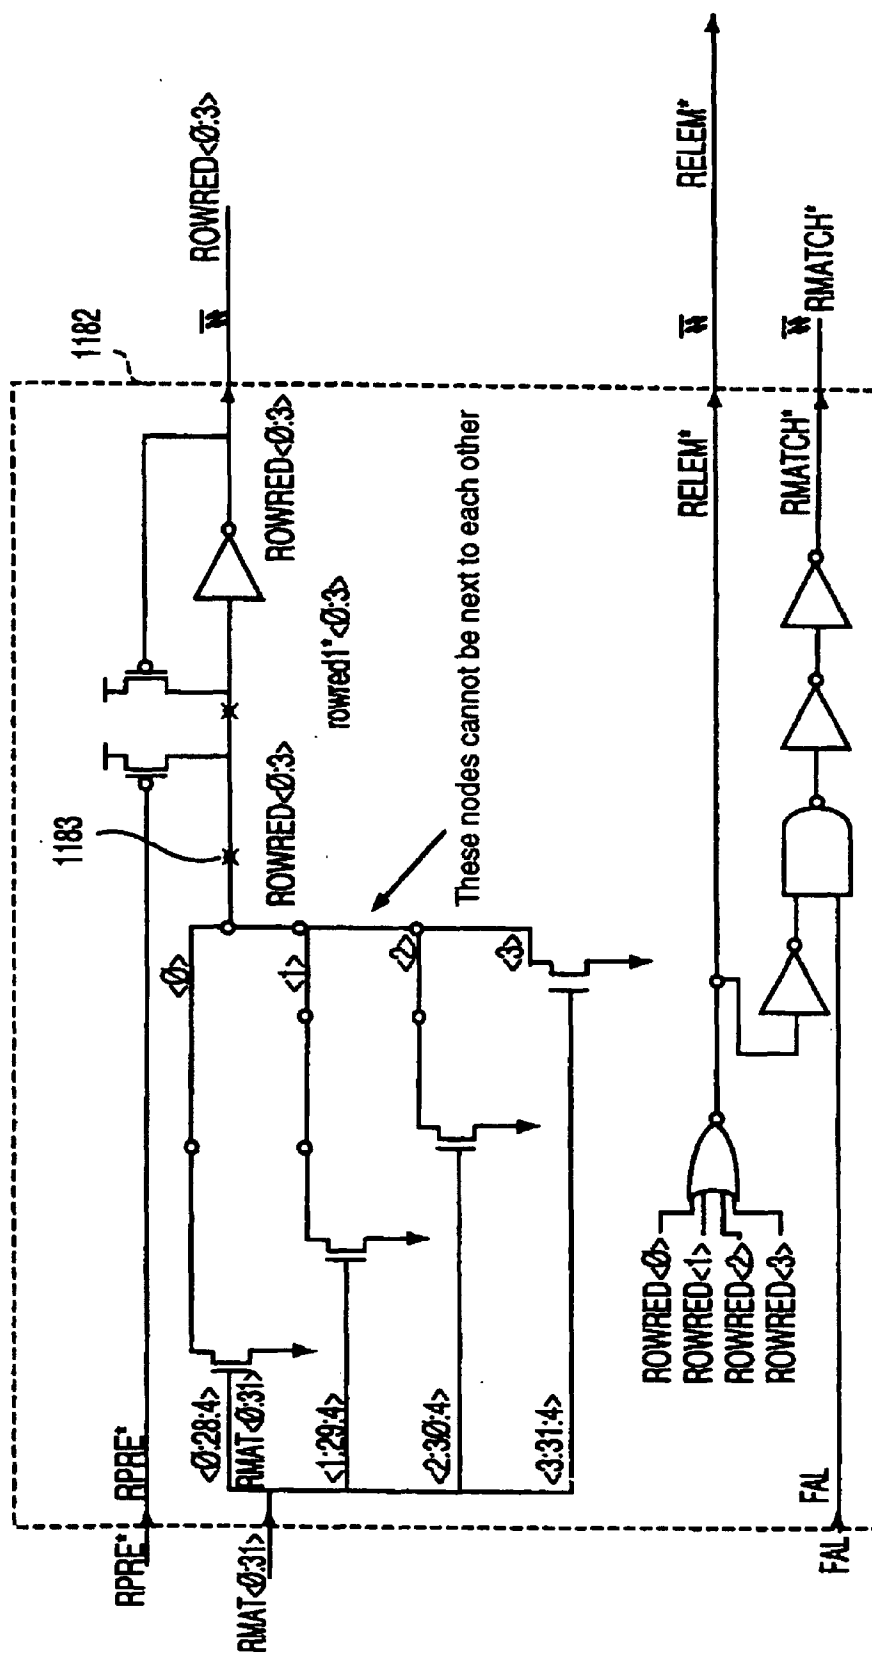 1182
1183
RPRE*
RPRE*
ROWRED<Ø:3>
ROWRED<Ø:3>
ROWRED<Ø:3>
rowred1*<Ø:3>
<Ø>
<1>
<2>
<3>
These nodes cannot be next to each other
RMAT<Ø:31>
<Ø:28:4>
RMAT<Ø:31>
<1:29:4>
<2:3Ø:4>
<3:31:4>
ROWRED<Ø>
ROWRED<1>
ROWRED<2>
ROWRED<3>
RELEM*
RELEM*
RMATCH*
RMATCH*
FAL
FAL